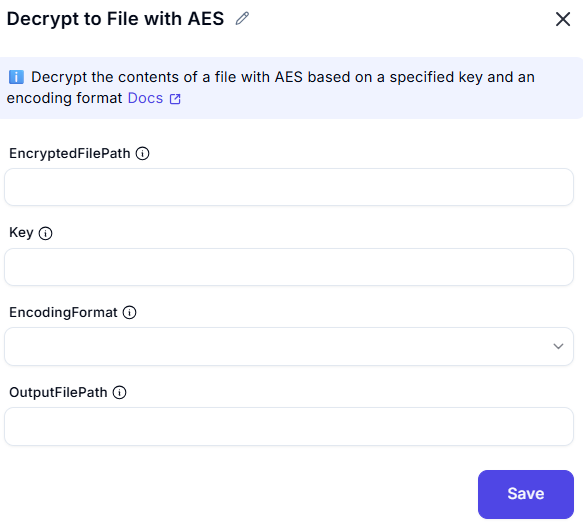 Decrypt to File with AES
Decrypt the contents of a file with AES based on a specified key and an
encoding format Docs
EncryptedFilePath
Key
EncodingFormat
OutputFilePath
Save